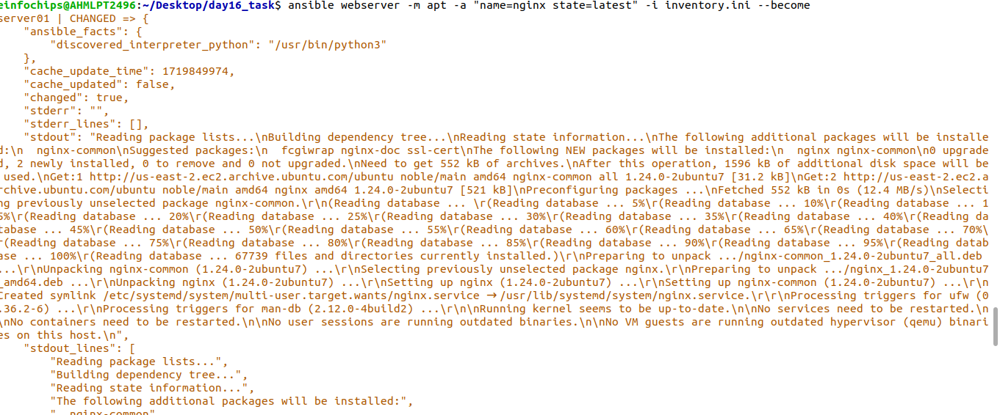 einfochips@AHMLPT2496:~/Desktop/day16_task$ ansible webserver -m apt -a "name=nginx state=latest" -i inventory.ini --become
server01 | CHANGED => {
    "ansible_facts": {
        "discovered_interpreter_python": "/usr/bin/python3"
    },
    "cache_update_time": 1719849974,
    "cache_updated": false,
    "changed": true,
    "stderr": "",
    "stderr_lines": [],
    "stdout": "Reading package lists...\nBuilding dependency tree...\nReading state information...\nThe following additional packages will be installe
d:\n  nginx-common\nSuggested packages:\n  fcgiwrap nginx-doc ssl-cert\nThe following NEW packages will be installed:\n  nginx nginx-common\n0 upgrade
d, 2 newly installed, 0 to remove and 0 not upgraded.\nNeed to get 552 kB of archives.\nAfter this operation, 1596 kB of additional disk space will be
 used.\nGet:1 http://us-east-2.ec2.archive.ubuntu.com/ubuntu noble/main amd64 nginx-common all 1.24.0-2ubuntu7 [31.2 kB]\nGet:2 http://us-east-2.ec2.a
rchive.ubuntu.com/ubuntu noble/main amd64 nginx amd64 1.24.0-2ubuntu7 [521 kB]\nPreconfiguring packages ...\nFetched 552 kB in 0s (12.4 MB/s)\nSelecti
ng previously unselected package nginx-common.\r\n(Reading database ... \r(Reading database ... 5%\r(Reading database ... 10%\r(Reading database ... 1
5%\r(Reading database ... 20%\r(Reading database ... 25%\r(Reading database ... 30%\r(Reading database ... 35%\r(Reading database ... 40%\r(Reading da
tabase ... 45%\r(Reading database ... 50%\r(Reading database ... 55%\r(Reading database ... 60%\r(Reading database ... 65%\r(Reading database ... 70%\
r(Reading database ... 75%\r(Reading database ... 80%\r(Reading database ... 85%\r(Reading database ... 90%\r(Reading database ... 95%\r(Reading datab
ase ... 100%\r(Reading database ... 67739 files and directories currently installed.)\r\nPreparing to unpack .../nginx-common_1.24.0-2ubuntu7_all.deb
...\r\nUnpacking nginx-common (1.24.0-2ubuntu7) ...\r\nSelecting previously unselected package nginx.\r\nPreparing to unpack .../nginx_1.24.0-2ubuntu7
_amd64.deb ...\r\nUnpacking nginx (1.24.0-2ubuntu7) ...\r\nSetting up nginx (1.24.0-2ubuntu7) ...\r\nSetting up nginx-common (1.24.0-2ubuntu7) ...\r\n
Created symlink /etc/systemd/system/multi-user.target.wants/nginx.service → /usr/lib/systemd/system/nginx.service.\r\r\nProcessing triggers for ufw (0
.36.2-6) ...\r\nProcessing triggers for man-db (2.12.0-4build2) ...\r\n\r\nRunning kernel seems to be up-to-date.\n\nNo services need to be restarted.\n
\nNo containers need to be restarted.\n\nNo user sessions are running outdated binaries.\n\nNo VM guests are running outdated hypervisor (qemu) binari
es on this host.\n",
    "stdout_lines": [
        "Reading package lists...",
        "Building dependency tree...",
        "Reading state information...",
        "The following additional packages will be installed:",
        "  nginx-common"